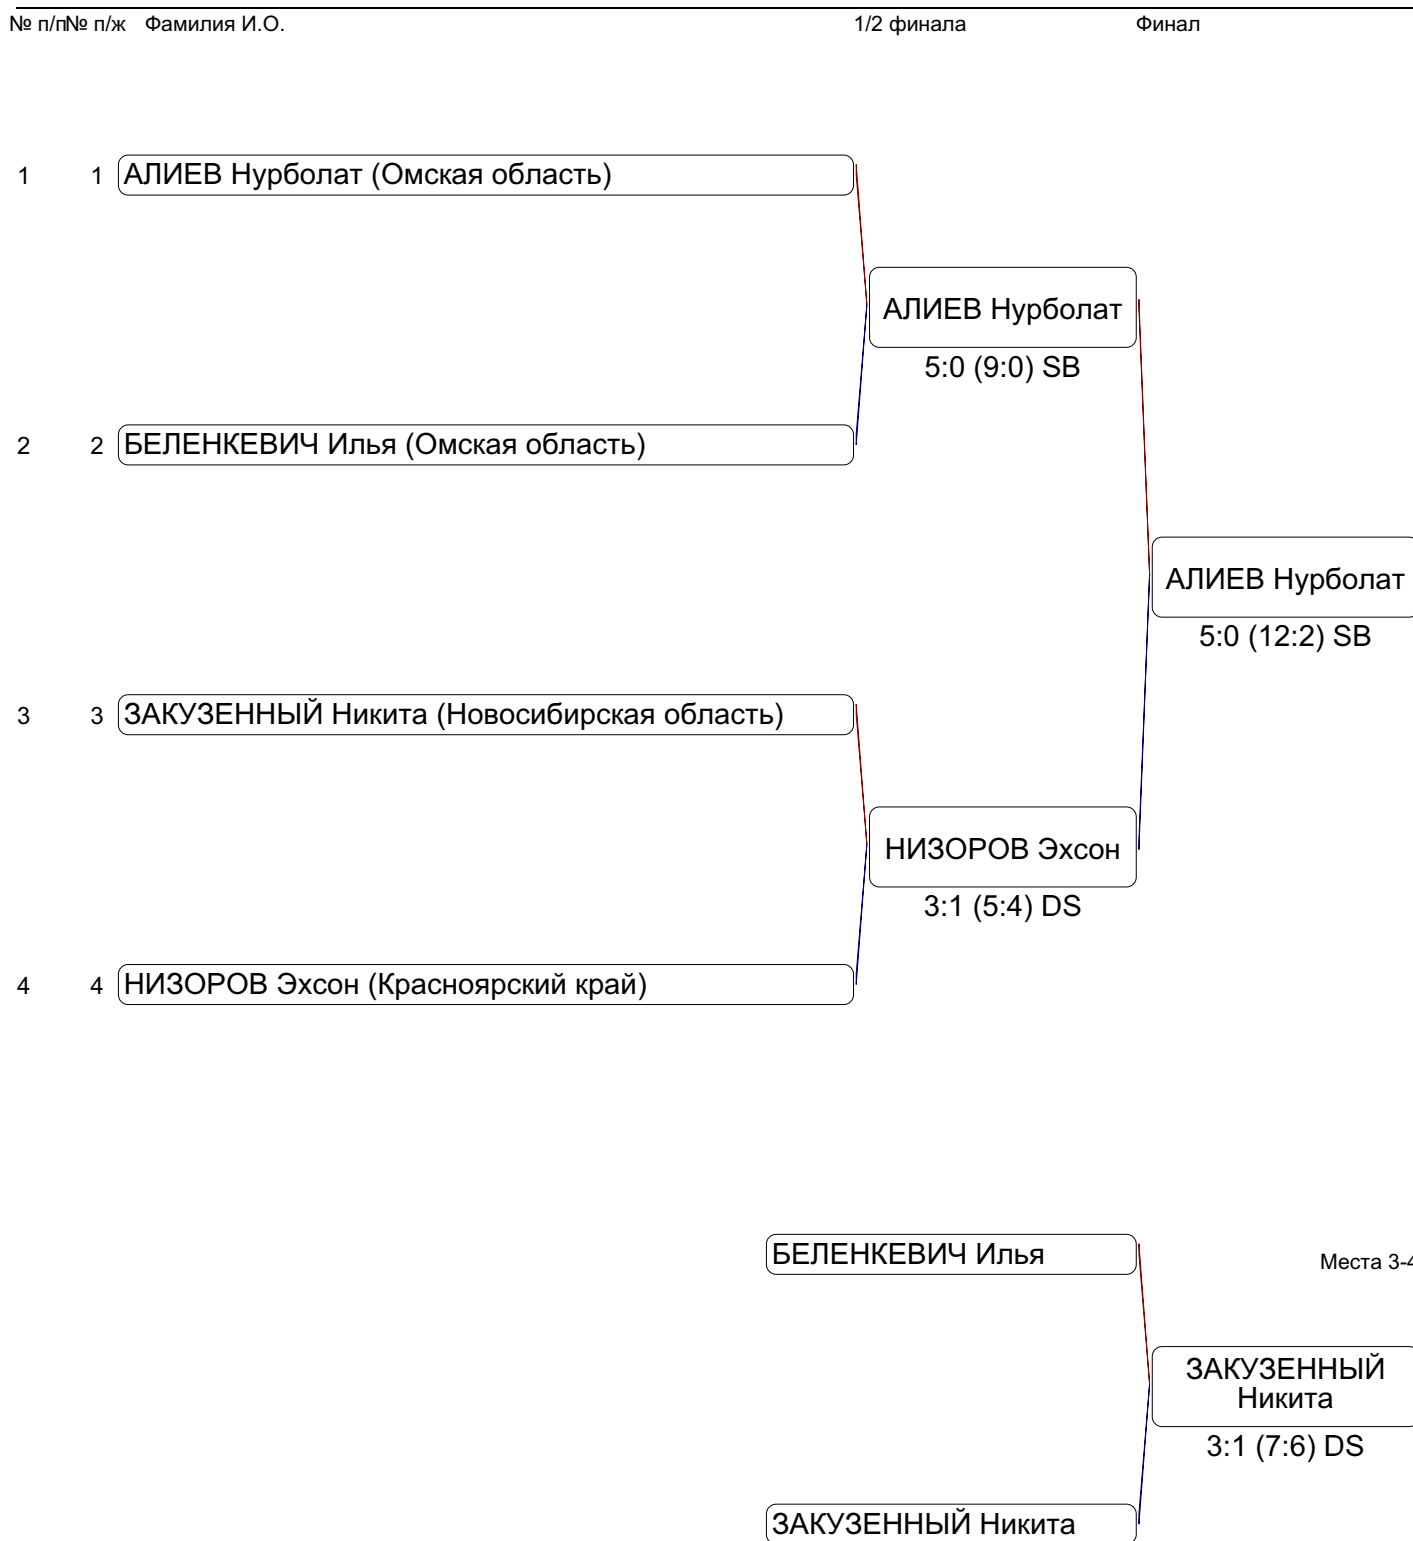 № п/п№ п/ж Фамилия И.О. 1/2 финала Финал
1 1 АЛИЕВ Нурболат (Омская область)
АЛИЕВ Нурболат
5:0 (9:0) SB
2 2 БЕЛЕНКЕВИЧ Илья (Омская область)
АЛИЕВ Нурболат
5:0 (12:2) SB
3 3 ЗАКУЗЕННЫЙ Никита (Новосибирская область)
НИЗОРОВ Эхсон
3:1 (5:4) DS
4 4 НИЗОРОВ Эхсон (Красноярский край)
БЕЛЕНКЕВИЧ Илья
Места 3-4
ЗАКУЗЕННЫЙ
Никита
3:1 (7:6) DS
ЗАКУЗЕННЫЙ Никита